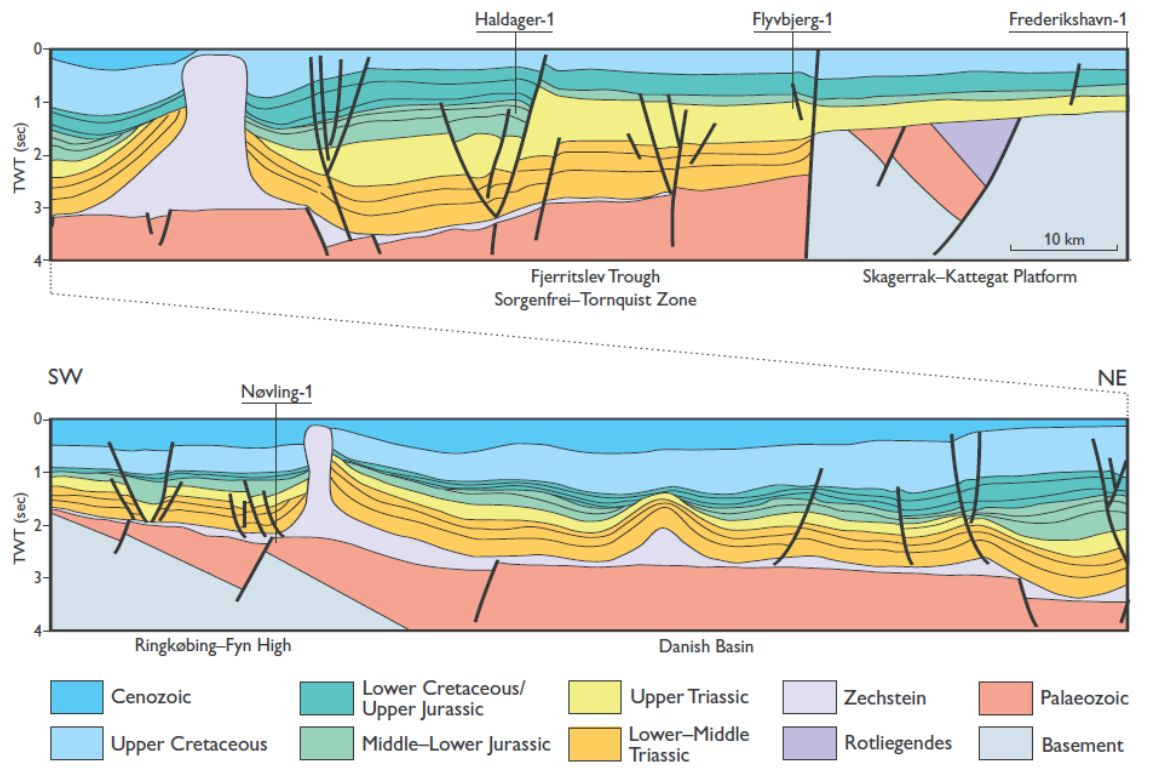 Haldager-1
Flyvbjerg-1
Frederikshavn-1
0
1
2
3
4
TWT (sec)
10 km
Fjerritslev Trough
Sorgenfrei–Tornquist Zone
Skagerrak–Kattegat Platform
SW
NE
Nøvling-1
0
1
2
3
4
TWT (sec)
Ringkøbing–Fyn High
Danish Basin
Cenozoic
Lower Cretaceous/
Upper Jurassic
Upper Triassic
Zechstein
Palaeozoic
Upper Cretaceous
Middle–Lower Jurassic
Lower–Middle
Triassic
Rotliegendes
Basement